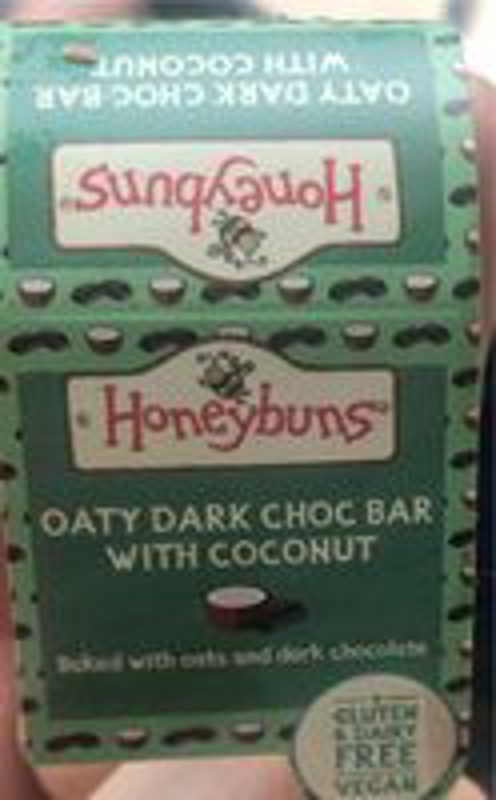 OATY DARK CHOC BAR
WITH COCONUT
Honeybuns
Honeybuns
OATY DARK CHOC BAR
WITH COCONUT
Baked with oats and dark chocolate
GLUTEN
& DAIRY
FREE
VEGAN